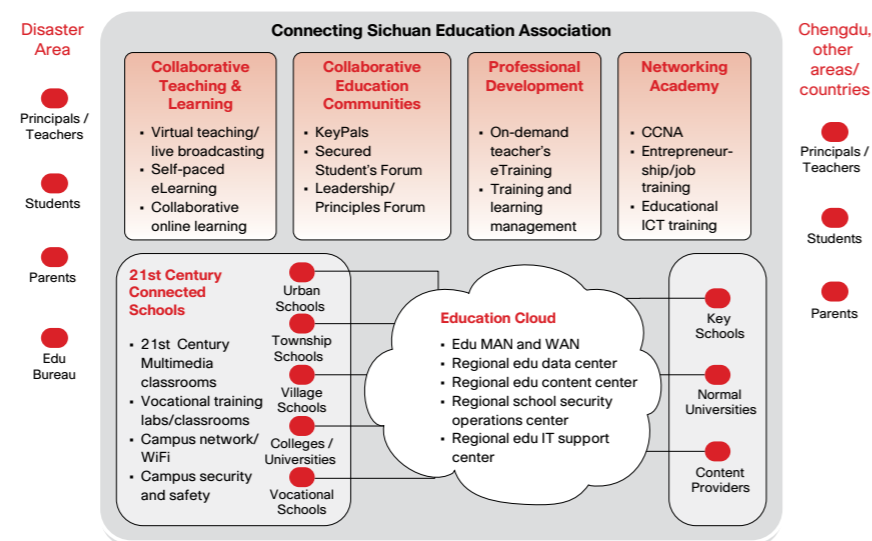 Connecting Sichuan Education Association
Disaster
Area
Principals /
Teachers
Students
Parents
Edu
Bureau
Collaborative
Teaching &
Learning
▪ Virtual teaching/
live broadcasting
▪ Self-paced
eLearning
▪ Collaborative
online learning
Collaborative
Education
Communities
▪ KeyPals
▪ Secured
Student's Forum
▪ Leadership/
Principles Forum
Professional
Development
▪ On-demand
teacher's
eTraining
▪ Training and
learning
management
Networking
Academy
▪ CCNA
▪ Entrepreneur-
ship/job
training
▪ Educational
ICT training
21st Century
Connected
Schools
▪ 21st Century
Multimedia
classrooms
▪ Vocational training
labs/classrooms
▪ Campus network/
WiFi
▪ Campus security
and safety
Urban
Schools
Township
Schools
Village
Schools
Colleges /
Universities
Vocational
Schools
Education Cloud
▪ Edu MAN and WAN
▪ Regional edu data center
▪ Regional edu content center
▪ Regional school security
operations center
▪ Regional edu IT support
center
Key
Schools
Normal
Universities
Content
Providers
Chengdu,
other
areas/
countries
Principals /
Teachers
Students
Parents